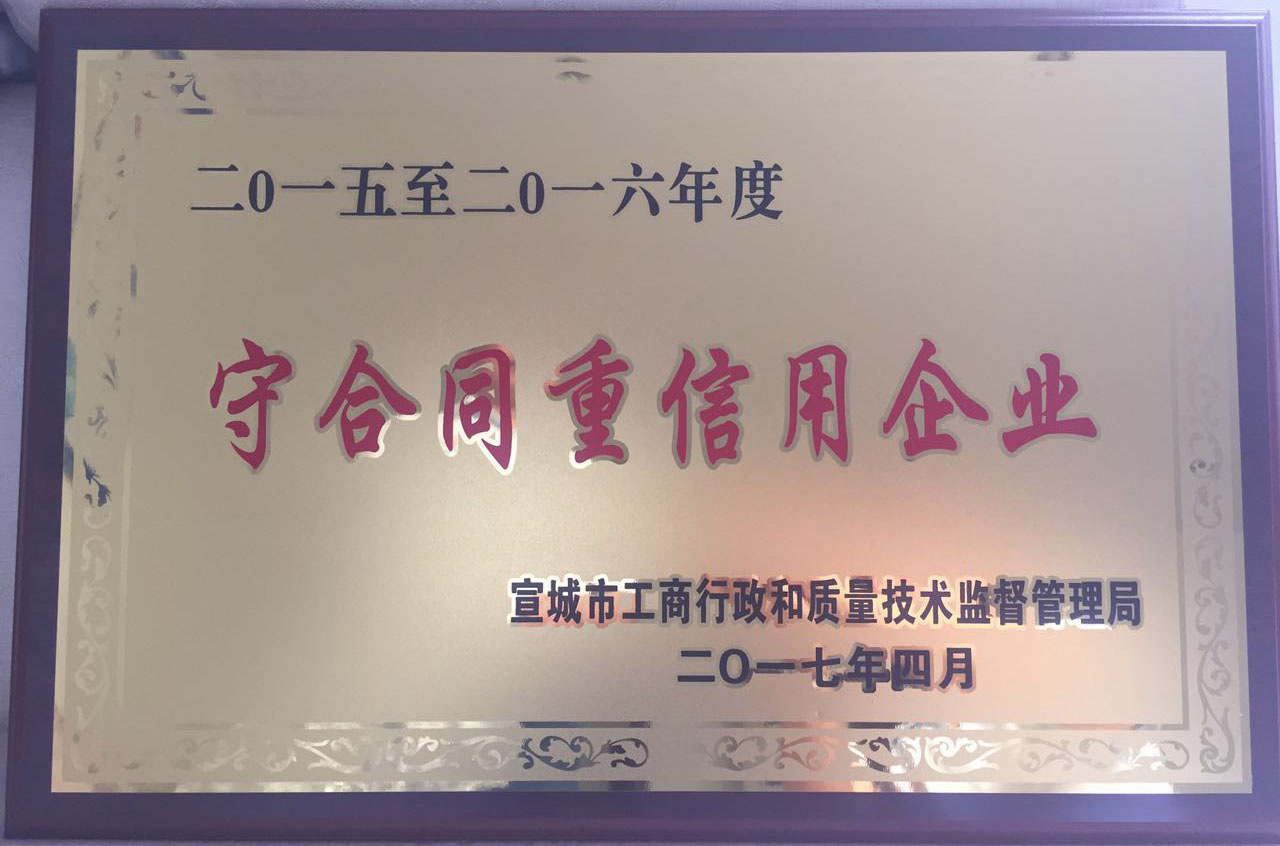 二0一五至二0一六年度
守合同重信用企业
宣城市工商行政和质量技术监督管理局
二O一七年四月